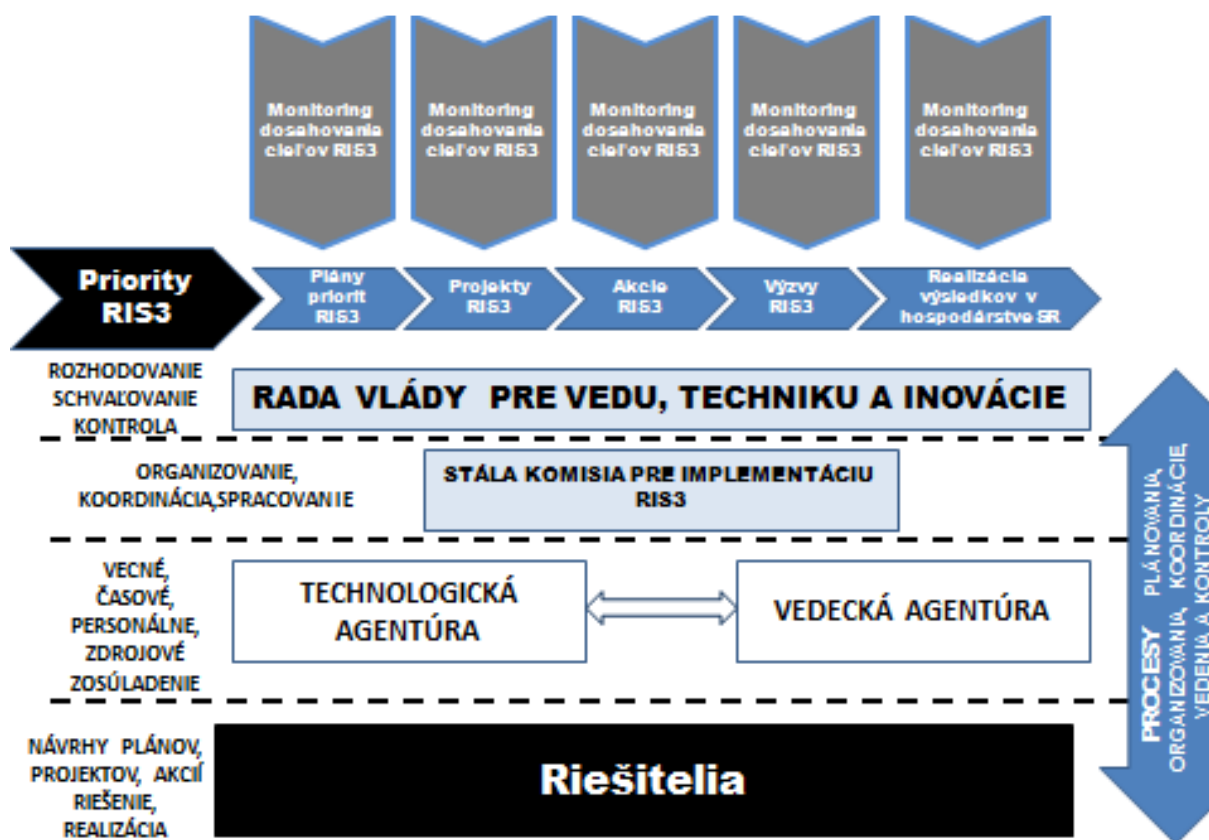 Monitoring
dosahovania
cieľov RIS3
Monitoring
dosahovania
cieľov RIS3
Monitoring
dosahovania
cieľov RIS3
Monitoring
dosahovania
cieľov RIS3
Monitoring
dosahovania
cieľov RIS3
Priority
RIS3
Plány
priorit
RIS3
Projekty
RIS3
Akcie
RIS3
Výzvy
RIS3
Realizácia
výsledkov v
hospodárstve SR
ROZHODOVANIE
SCHVAĽOVANIE
KONTROLA
RADA VLÁDY PRE VEDU, TECHNIKU A INOVÁCIE
ORGANIZOVANIE,
KOORDINÁCIA,SPRACOVANIE
STÁLA KOMISIA PRE IMPLEMENTÁCIU
RIS3
VECNÉ,
ČASOVÉ,
PERSONÁLNE,
ZDROJOVÉ
ZOSÚLADENIE
TECHNOLOGICKÁ
AGENTÚRA
VEDECKÁ AGENTÚRA
NÁVRHY PLÁNOV,
PROJEKTOV, AKCIÍ
RIEŠENIE,
REALIZÁCIA
Riešitelia
PROCESY PLÁNOVANIA,
ORGANIZOVANIA, KOORDINÁCIE,
VEDENIA A KONTROLY